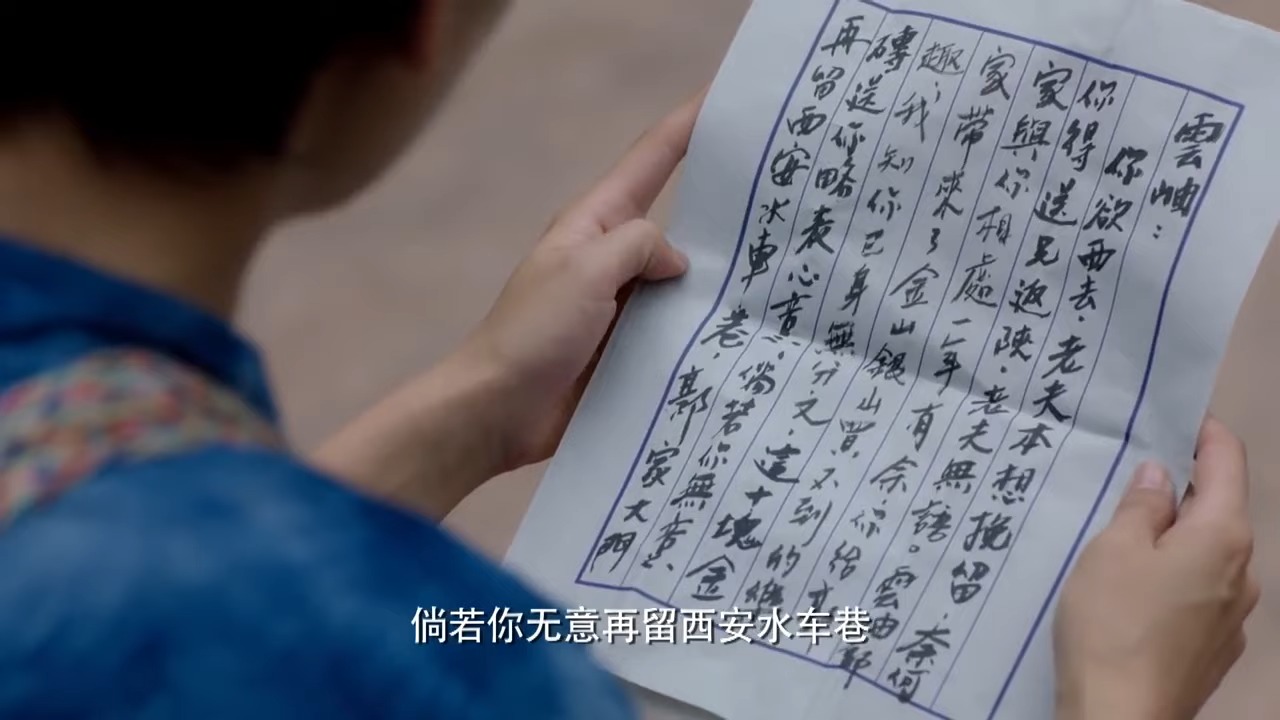 雲岫：
你欲西去，老夫本想挽留，奈何
你得送兄返陝，老夫無語。雲岫郭
家與你相處二年有余，你給
家帶來了金山銀山買不到的
趣，我知你已身無分文，這十塊金
磚送你略表心意，倘若你無意
再留西安水車巷，郭家大門
倘若你无意再留西安水车巷